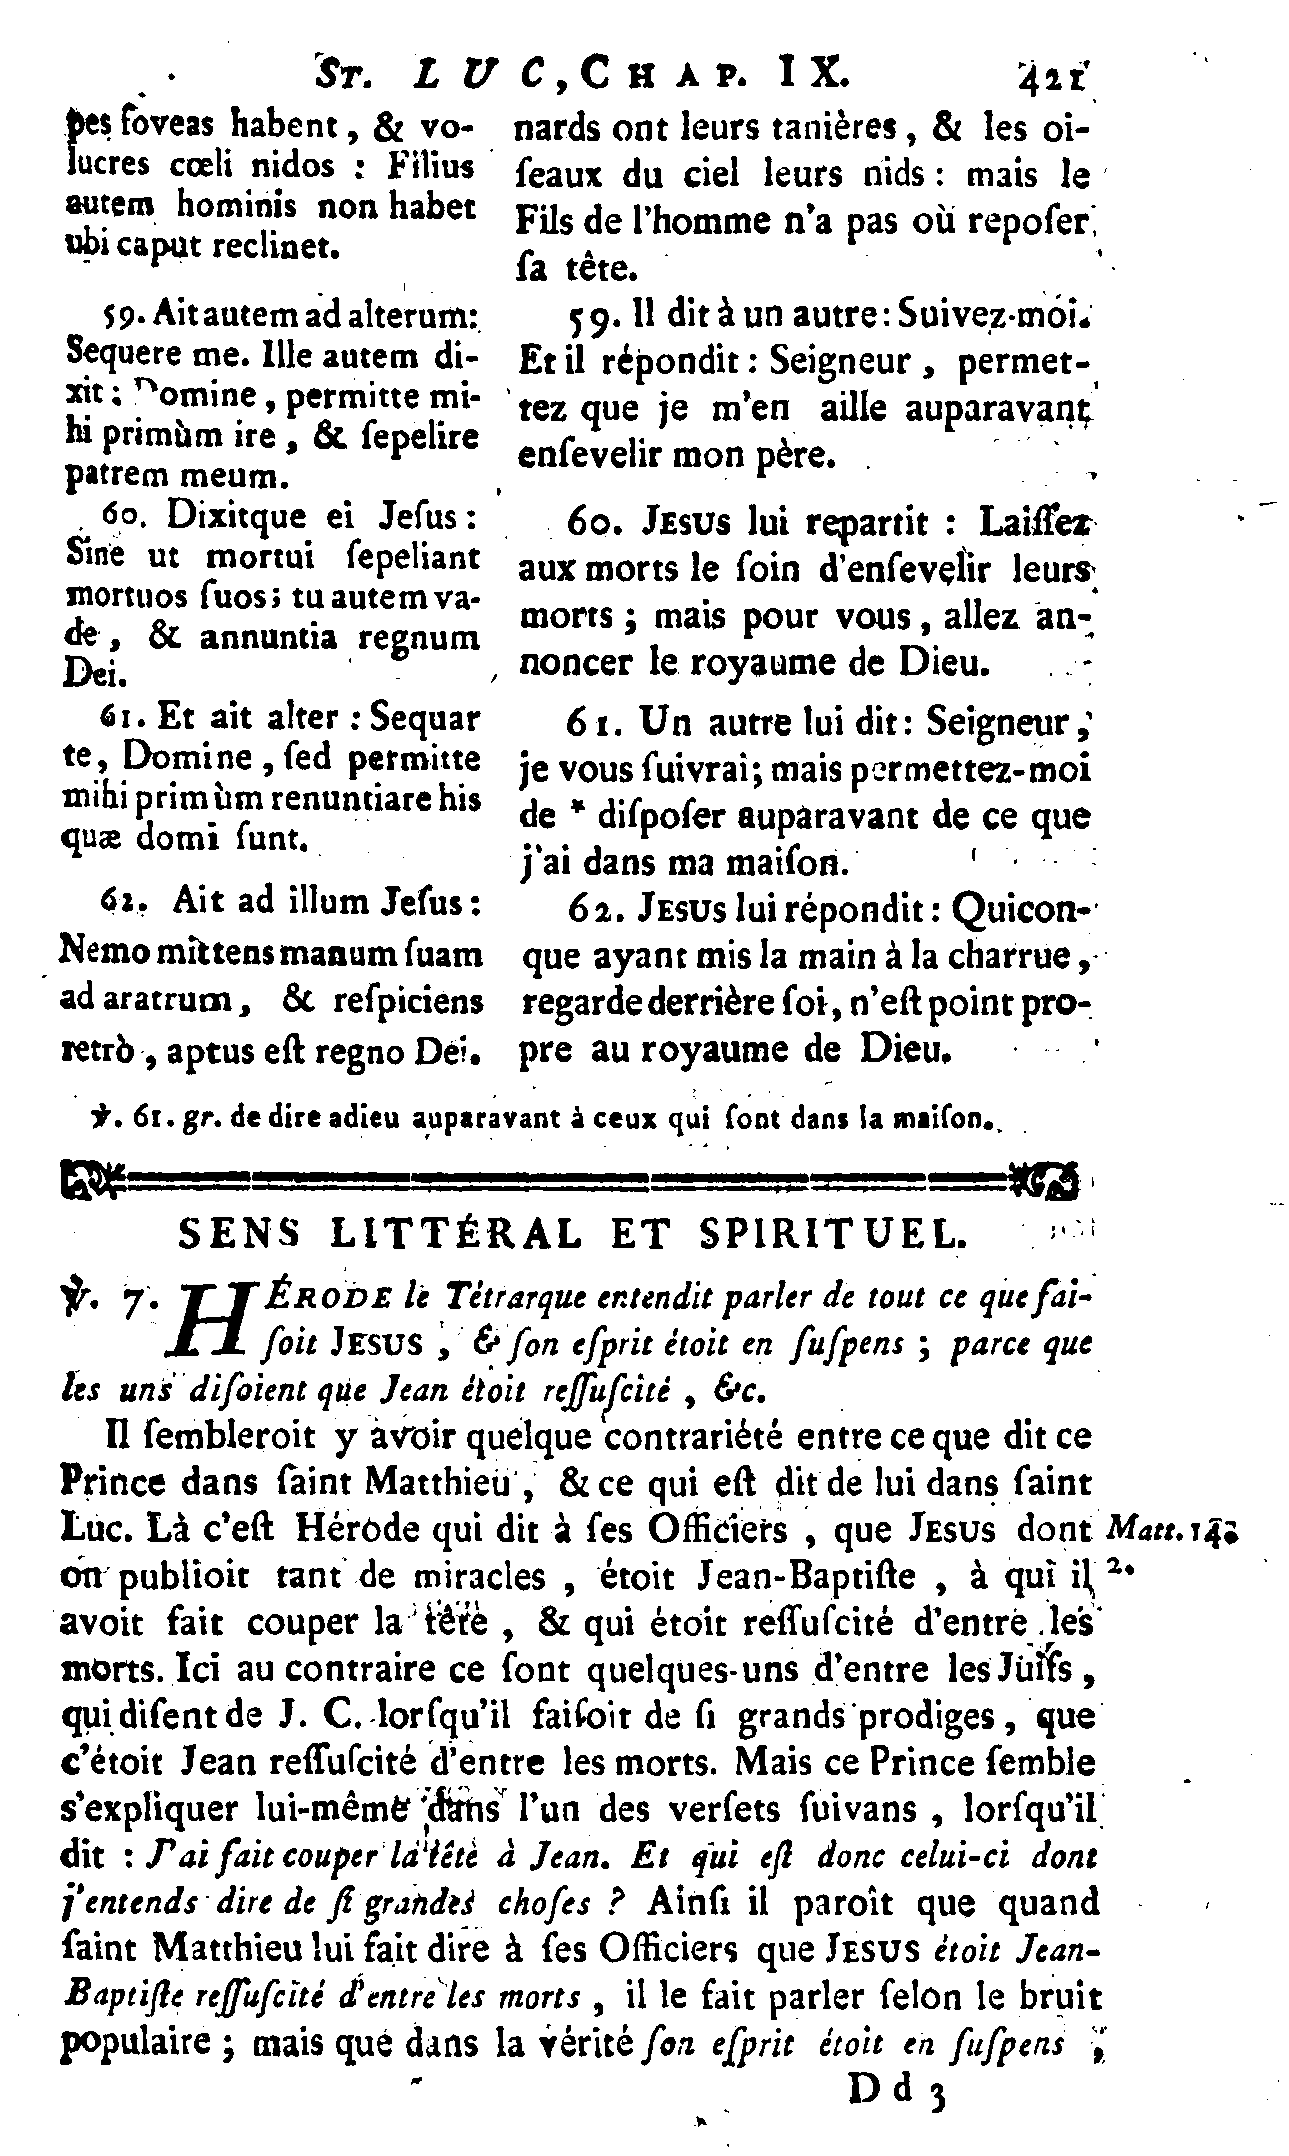 St. LUC, Chap. IX. 421
pes foveas habent, & vo-
lucres cœli nidos : Filius
autem hominis non habet
ubi caput reclinet.
59. Ait autem ad alterum:
Sequere me. Ille autem di-
xit : Domine, permitte mi-
hi primùm ire, & ſepelire
patrem meum.
60. Dixitque ei Jeſus :
Sine ut mortui ſepeliant
mortuos ſuos ; tu autem va-
de, & annuntia regnum
Dei.
61. Et ait alter : Sequar
te, Domine, ſed permitte
mihi primùm renuntiare his
quæ domi ſunt.
62. Ait ad illum Jeſus :
Nemo mittens manum ſuam
ad aratrum, & reſpiciens
retrò, aptus eſt regno Dei.
nards ont leurs tanières, & les oi-
ſeaux du ciel leurs nids : mais le
Fils de l'homme n'a pas où repoſer
ſa tête.
59. Il dit à un autre : Suivez-moi.
Et il répondit : Seigneur, permet-
tez que je m'en aille auparavant
enſevelir mon père.
60. JESUS lui repartit : Laiſſez
aux morts le ſoin d'enſevelir leurs
morts ; mais pour vous, allez an-
noncer le royaume de Dieu.
61. Un autre lui dit : Seigneur,
je vous ſuivrai ; mais permettez-moi
de * diſpoſer auparavant de ce que
j'ai dans ma maiſon.
62. JESUS lui répondit : Quicon-
que ayant mis la main à la charrue,
regarde derrière ſoi, n'eſt point pro-
pre au royaume de Dieu.
℣. 61. gr. de dire adieu auparavant à ceux qui ſont dans la maiſon.
SENS LITTÉRAL ET SPIRITUEL.
℣. 7. HÉRODE le Tétrarque entendit parler de tout ce que fai-
ſoit JESUS, & ſon eſprit étoit en ſuſpens ; parce que
les uns diſoient que Jean étoit reſſuſcité, &c.
Il ſembleroit y avoir quelque contrariété entre ce que dit ce
Prince dans ſaint Matthieu, & ce qui eſt dit de lui dans ſaint
Luc. Là c'eſt Hérode qui dit à ſes Officiers, que JESUS dont Matt. 14.
on publioit tant de miracles, étoit Jean-Baptiſte, à qui il 2.
avoit fait couper la tête, & qui étoit reſſuſcité d'entre les
morts. Ici au contraire ce ſont quelques-uns d'entre les Juifs,
qui diſent de J. C. lorſqu'il faiſoit de ſi grands prodiges, que
c'étoit Jean reſſuſcité d'entre les morts. Mais ce Prince ſemble
s'expliquer lui-même dans l'un des verſets ſuivans, lorſqu'il
dit : J'ai fait couper la tête à Jean. Et qui eſt donc celui-ci dont
j'entends dire de ſi grandes choſes ? Ainſi il paroît que quand
ſaint Matthieu lui fait dire à ſes Officiers que JESUS étoit Jean-
Baptiſte reſſuſcité d'entre les morts, il le fait parler ſelon le bruit
populaire ; mais que dans la vérité ſon eſprit étoit en ſuſpens,
D d 3